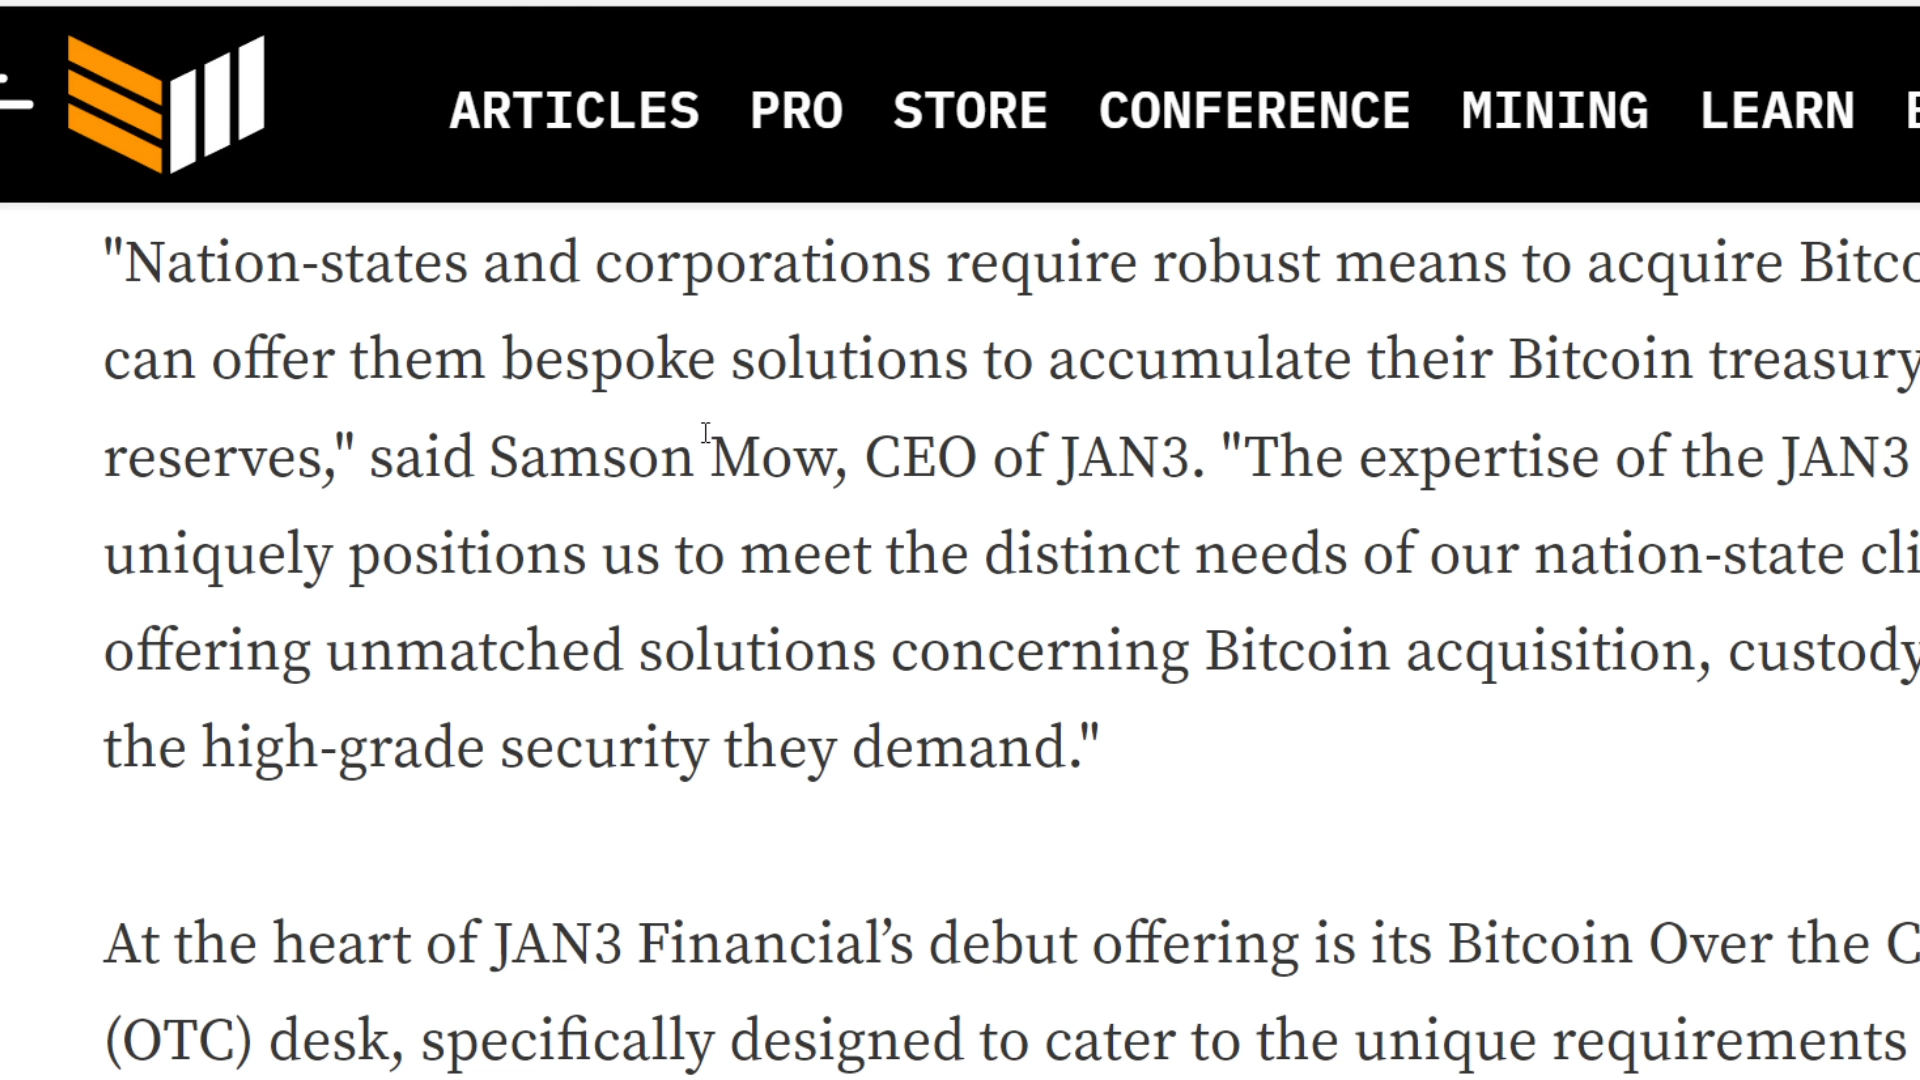 ARTICLES PRO STORE CONFERENCE MINING LEARN
"Nation-states and corporations require robust means to acquire
can offer them bespoke solutions to accumulate their Bitcoin treasury
reserves," said Samson Mow, CEO of JAN3. "The expertise of the JAN3
uniquely positions us to meet the distinct needs of our nation-state
offering unmatched solutions concerning Bitcoin acquisition, custody
the high-grade security they demand."
At the heart of JAN3 Financial’s debut offering is its Bitcoin Over the
(OTC) desk, specifically designed to cater to the unique requirements